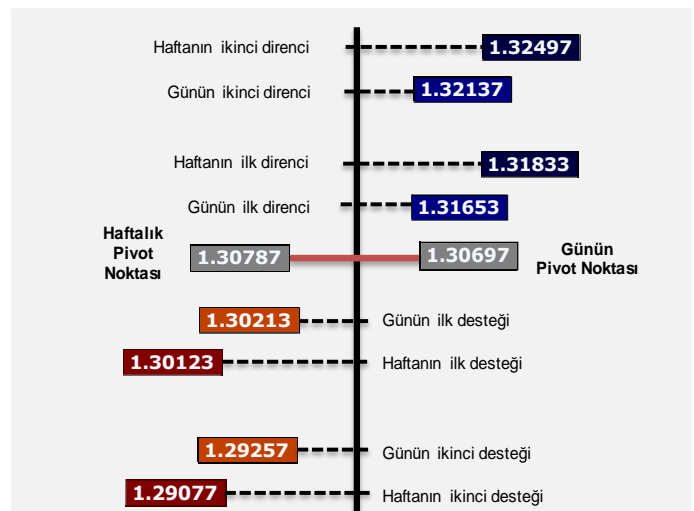 Haftanın ikinci direnci
1.32497
Günün ikinci direnci
1.32137
Haftanın ilk direnci
1.31833
Günün ilk direnci
1.31653
Haftalık
Pivot
Noktası
1.30787
1.30697
Günün
Pivot Noktası
1.30213
Günün ilk desteği
1.30123
Haftanın ilk desteği
1.29257
Günün ikinci desteği
1.29077
Haftanın ikinci desteği